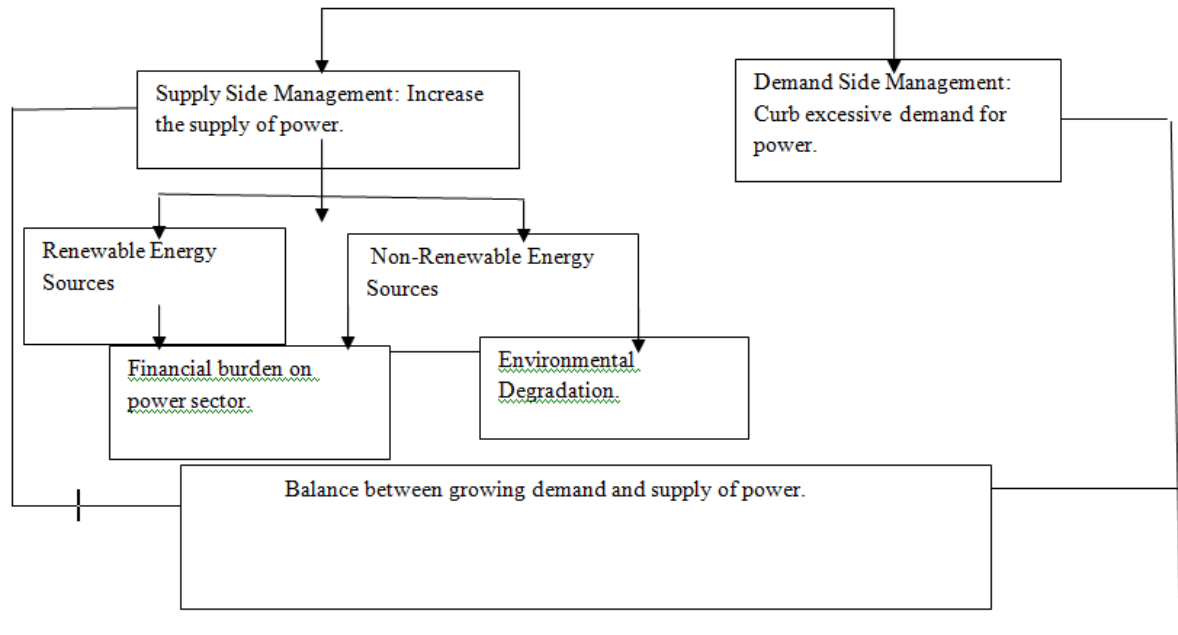 Supply Side Management: Increase
the supply of power.
Demand Side Management:
Curb excessive demand for
power.
Renewable Energy
Sources
Non-Renewable Energy
Sources
Financial burden on
power sector.
Environmental
Degradation.
Balance between growing demand and supply of power.